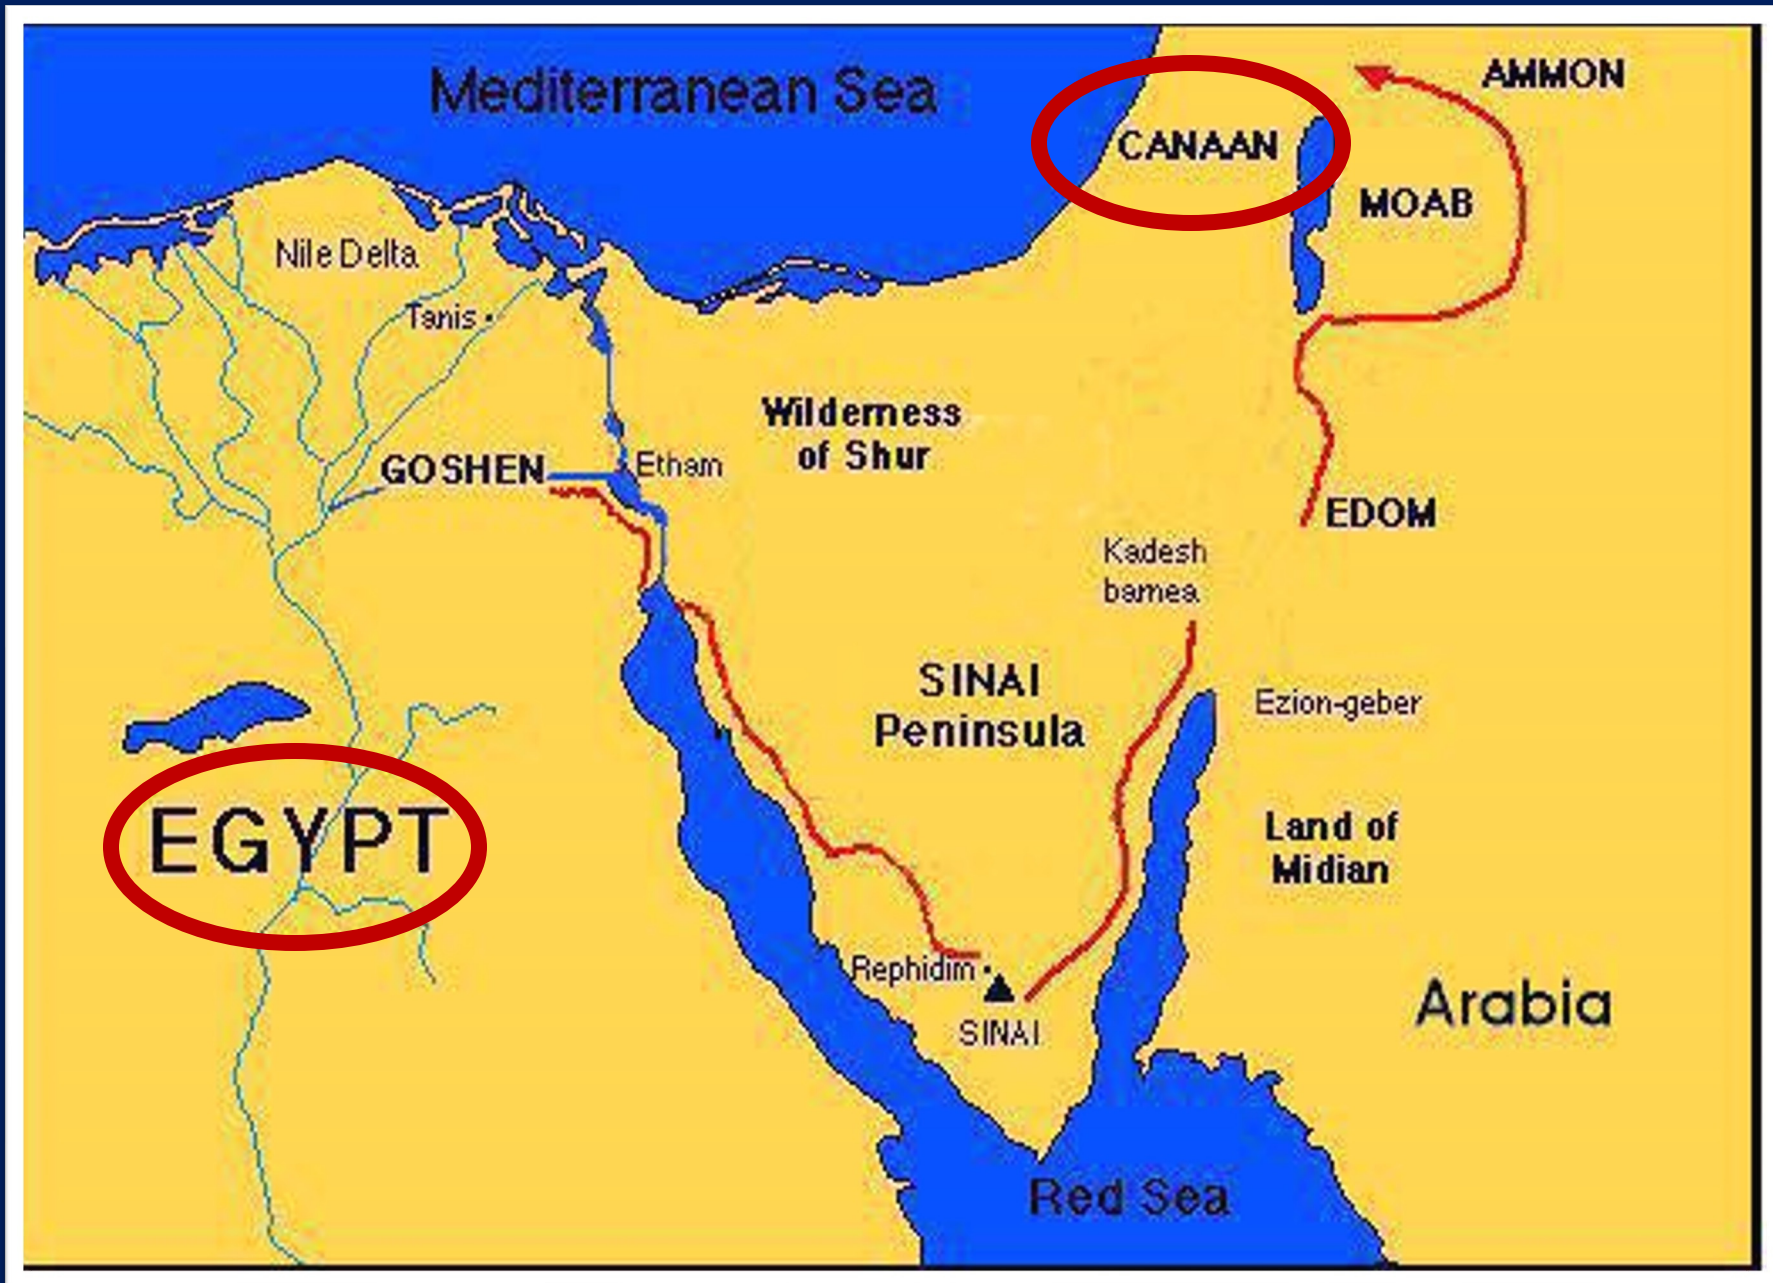 Mediterranean Sea
AMMON
CANAAN
MOAB
Nile Delta
Tanis
Wilderness
of Shur
GOSHEN
Etham
EDOM
Kadesh
barnea
SINAI
Peninsula
Ezion-geber
EGYPT
Land of
Midian
Rephidim
SINAI
Arabia
Red Sea